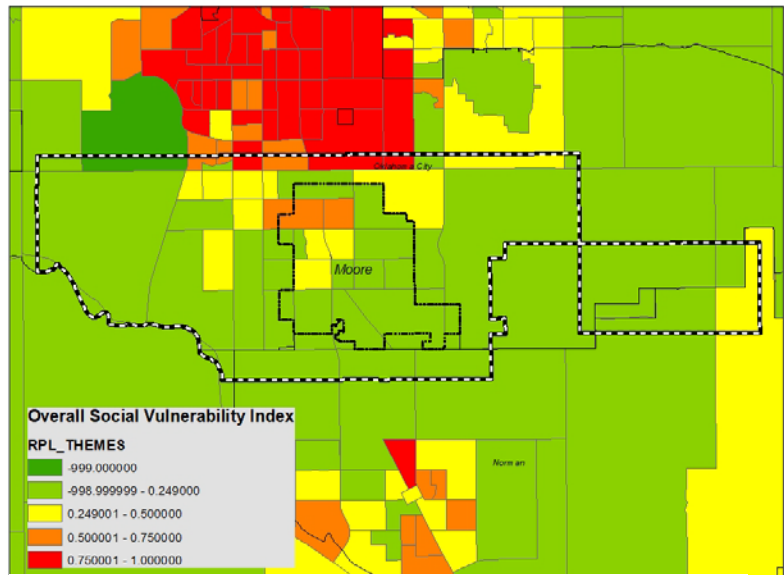 Oklahoma City
Moore
Norman
Overall Social Vulnerability Index
RPL_THEMES
-999.000000
-998.999999 - 0.249000
0.249001 - 0.500000
0.500001 - 0.750000
0.750001 - 1.000000